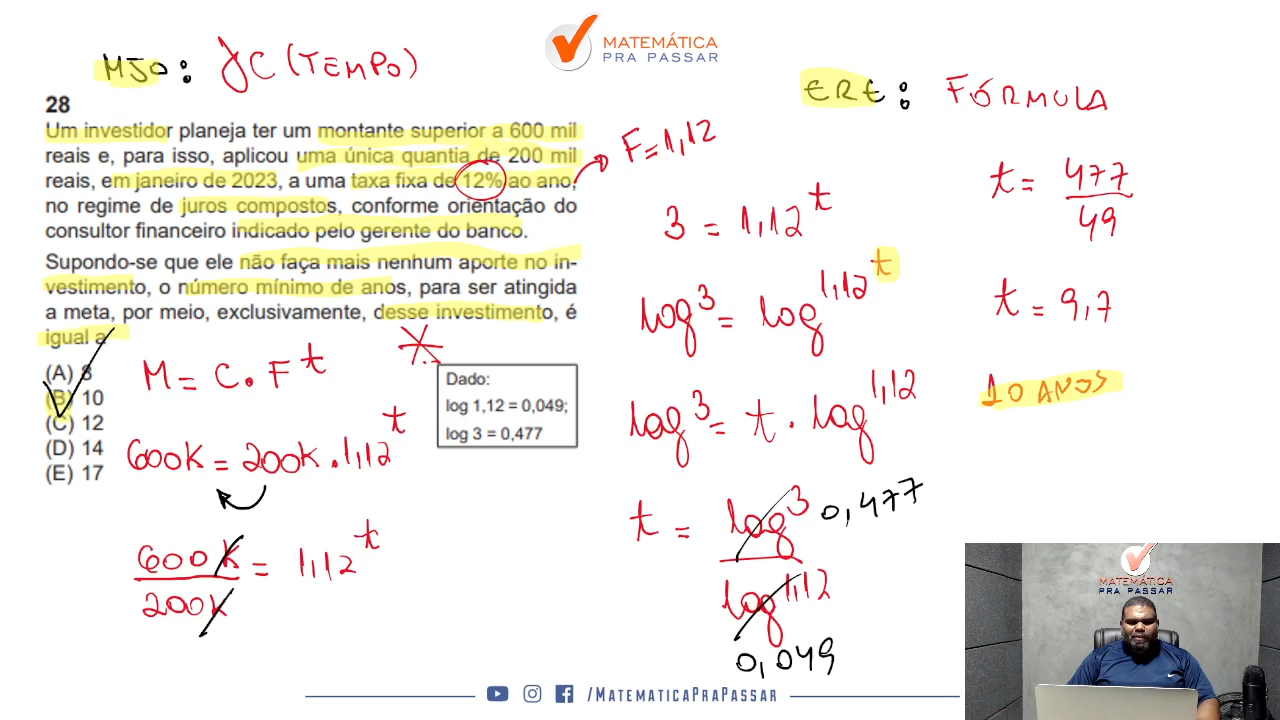 MATEMÁTICA
PRA PASSAR
MJO: JC (TEMPO)
28
Um investidor planeja ter um montante superior a 600 mil
reais e, para isso, aplicou uma única quantia de 200 mil
reais, em janeiro de 2023, a uma taxa fixa de 12% ao ano,
no regime de juros compostos, conforme orientação do
consultor financeiro indicado pelo gerente do banco.
Supondo-se que ele não faça mais nenhum aporte no in-
vestimento, o número mínimo de anos, para ser atingida
a meta, por meio, exclusivamente, desse investimento, é
igual a
(A) 8
(B) 10
(C) 12
(D) 14
(E) 17
Dado:
log 1,12 = 0,049;
log 3 = 0,477
M = C . F^t
600K = 200K . 1,12^t
600K / 200K = 1,12^t
F = 1,12
3 = 1,12^t
log 3 = log 1,12^t
log 3 = t . log 1,12
t = log 3 / log 1,12
0,477
0,049
ERE: FÓRMULA
t = 477 / 49
t = 9,7
10 ANOS
MATEMÁTICA
PRA PASSAR
/MATEMATICAPRAPASSAR